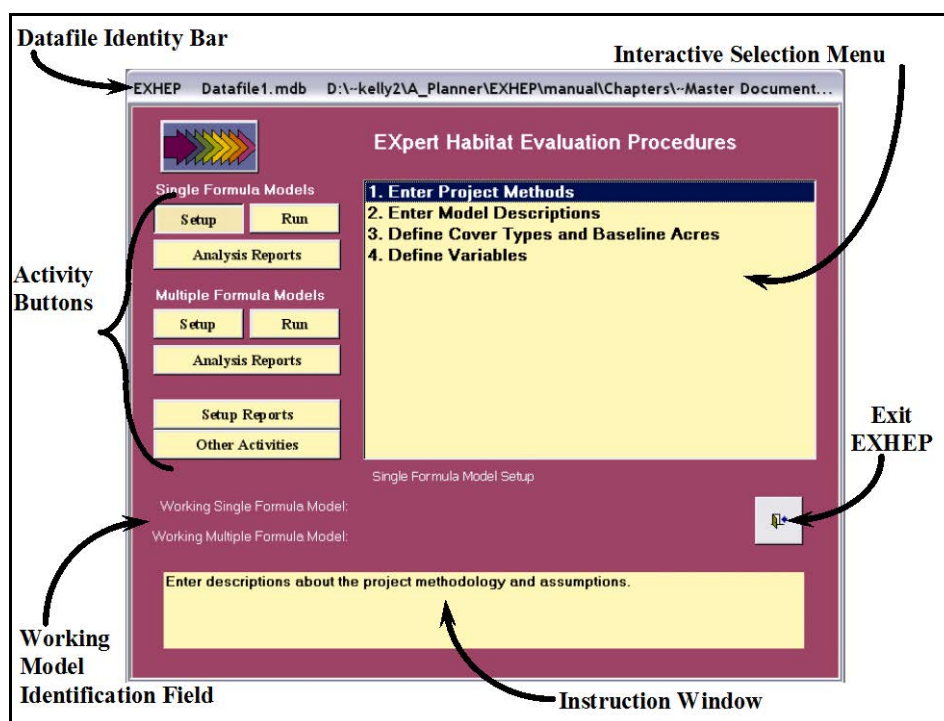 Datafile Identity Bar
Interactive Selection Menu
EXHEP Datafile1.mdb D:\--kelly2\A_Planner\EXHEP\manual\Chapters\--Master Document...
EXpert Habitat Evaluation Procedures
Single Formula Models
Setup Run
Analysis Reports
1. Enter Project Methods
2. Enter Model Descriptions
3. Define Cover Types and Baseline Acres
4. Define Variables
Activity
Buttons
Multiple Formula Models
Setup Run
Analysis Reports
Setup Reports
Other Activities
Exit
EXHEP
Single Formula Model Setup
Working Single Formula Model:
Working Multiple Formula Model:
Enter descriptions about the project methodology and assumptions.
Working
Model
Identification Field
Instruction Window